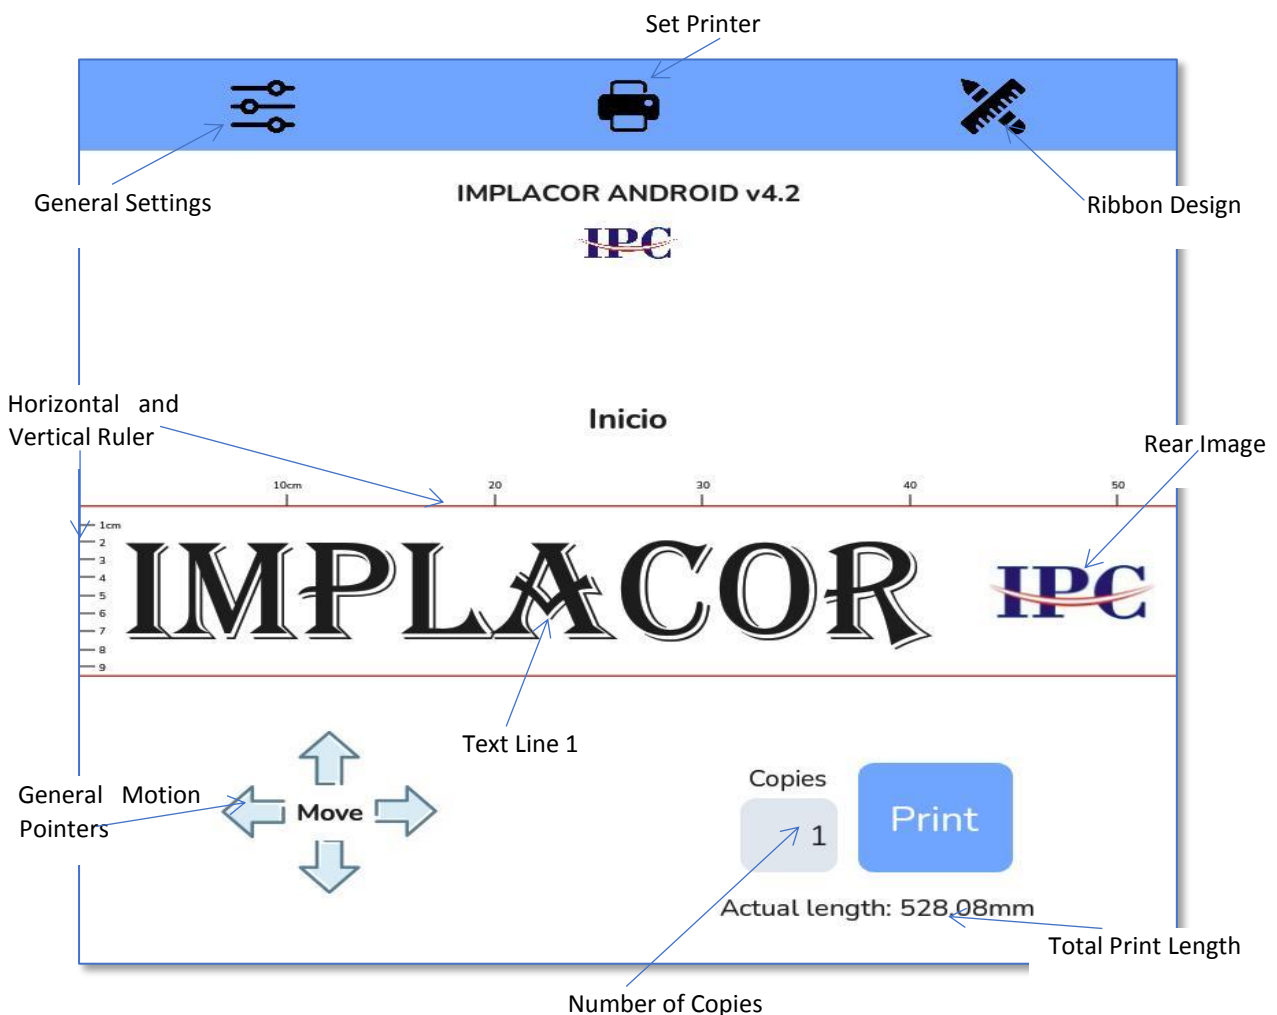 Set Printer
General Settings
IMPLACOR ANDROID v4.2
Ribbon Design
IPC
Horizontal and
Vertical Ruler
Inicio
Rear Image
10cm 20 30 40 50
1cm
2
3
4
5
6
7
8
9
IMPLACOR IPC
Text Line 1
General Motion
Pointers
Move
Copies
1
Print
Actual length: 528.08mm
Total Print Length
Number of Copies